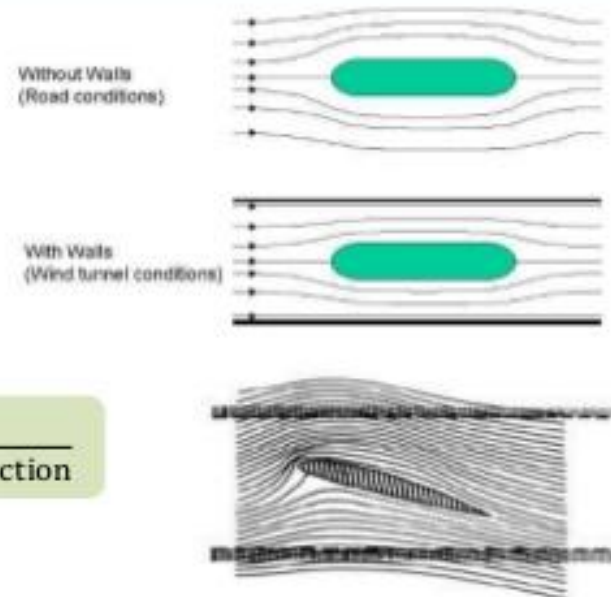 Without Walls
(Road conditions)
With Walls
(Wind tunnel conditions)
ction